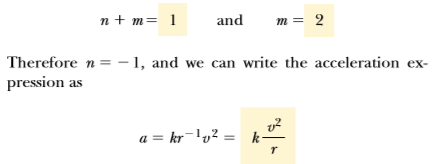 n + m = 1 and m = 2
Therefore n = −1, and we can write the acceleration ex-
pression as
a = kr⁻¹v² = k v²/r